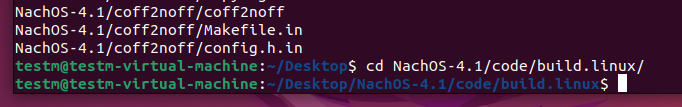 NachOS-4.1/coff2noff/coff2noff
NachOS-4.1/coff2noff/Makefile.in
NachOS-4.1/coff2noff/config.h.in
testm@testm-virtual-machine:~/Desktop$ cd NachOS-4.1/code/build.linux/
testm@testm-virtual-machine:~/Desktop/NachOS-4.1/code/build.linux$